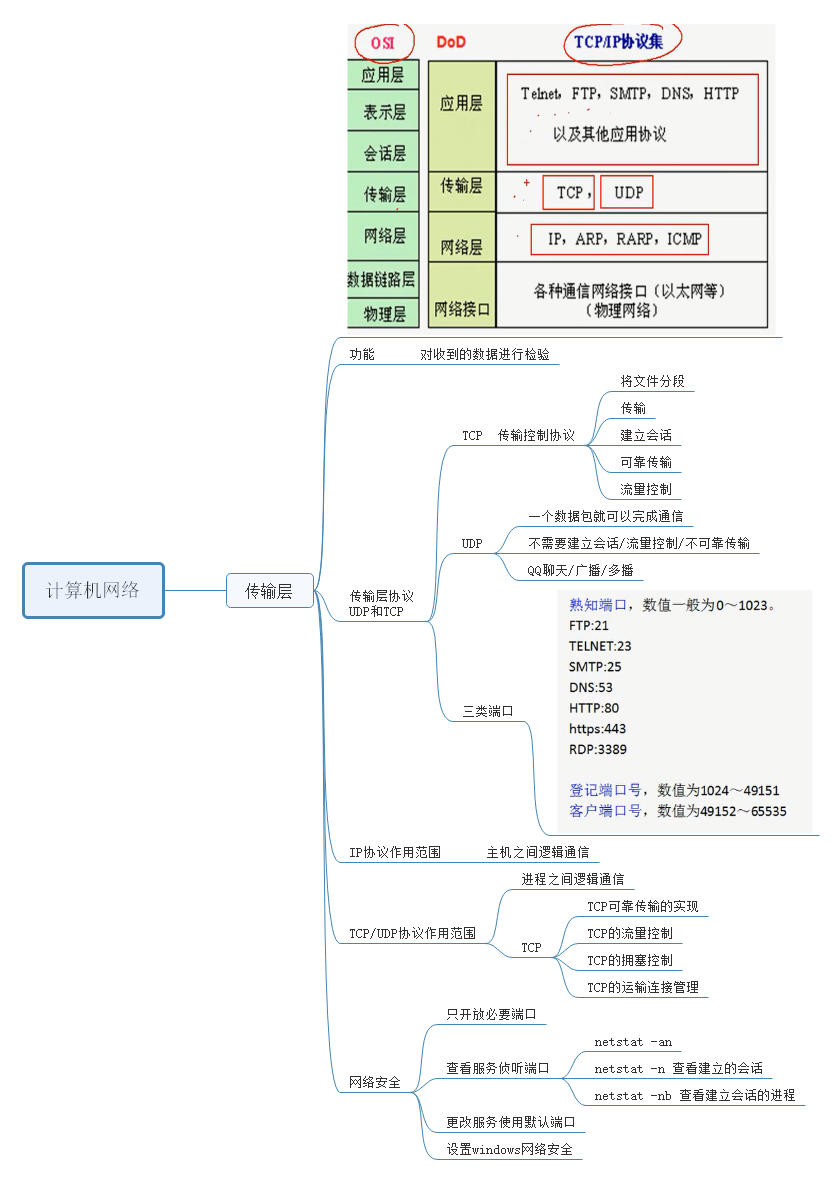 OSI DoD TCP/IP协议集
应用层
表示层
会话层
传输层
网络层
数据链路层
物理层
应用层
传输层
网络层
网络接口
Telnet，FTP，SMTP，DNS，HTTP
以及其他应用协议
TCP， UDP
IP，ARP，RARP，ICMP
各种通信网络接口（以太网等）
（物理网络）
功能 对收到的数据进行检验
计算机网络
传输层
传输层协议
UDP和TCP
TCP 传输控制协议
将文件分段
传输
建立会话
可靠传输
流量控制
UDP
一个数据包就可以完成通信
不需要建立会话/流量控制/不可靠传输
QQ聊天/广播/多播
三类端口
熟知端口，数值一般为0～1023。
FTP:21
TELNET:23
SMTP:25
DNS:53
HTTP:80
https:443
RDP:3389
登记端口号，数值为1024～49151
客户端口号，数值为49152～65535
IP协议作用范围 主机之间逻辑通信
TCP/UDP协议作用范围
进程之间逻辑通信
TCP
TCP可靠传输的实现
TCP的流量控制
TCP的拥塞控制
TCP的运输连接管理
网络安全
只开放必要端口
查看服务侦听端口
netstat -an
netstat -n 查看建立的会话
netstat -nb 查看建立会话的进程
更改服务使用默认端口
设置windows网络安全